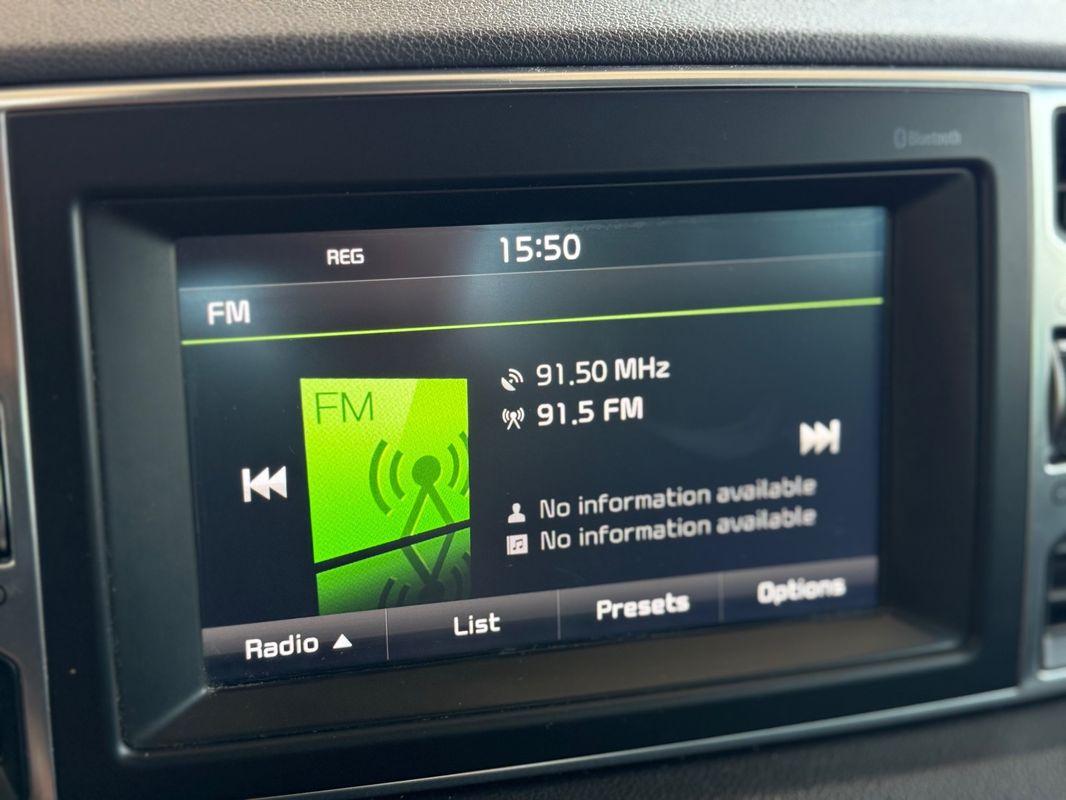 Bluetooth
REG
15:50
FM
FM
91.50 MHz
91.5 FM
No information available
No information available
Radio ▲
List
Presets
Options